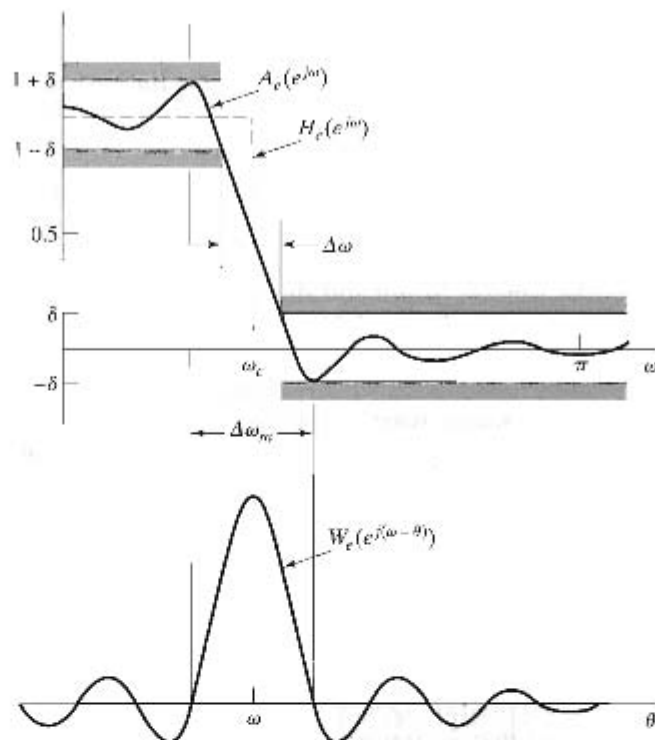 1 + δ
A_e(e^{jω})
H_e(e^{jω})
1 − δ
0.5
Δω
δ
ω_c
π
ω
−δ
Δω_m
W_e(e^{j(ω − θ)})
ω
θ